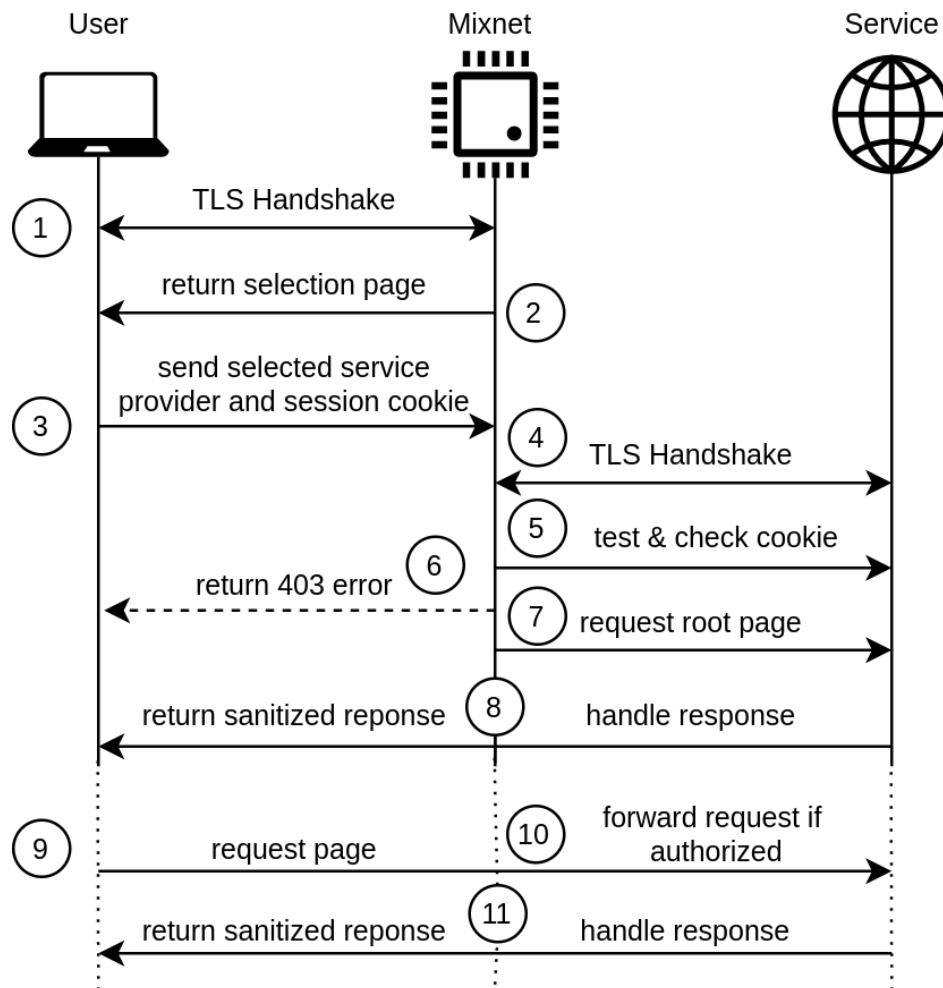 User
Mixnet
Service
TLS Handshake
1
return selection page
2
send selected service
provider and session cookie
3
4
TLS Handshake
5
test & check cookie
6
return 403 error
7
request root page
8
return sanitized reponse
handle response
9
request page
10
forward request if
authorized
11
return sanitized reponse
handle response